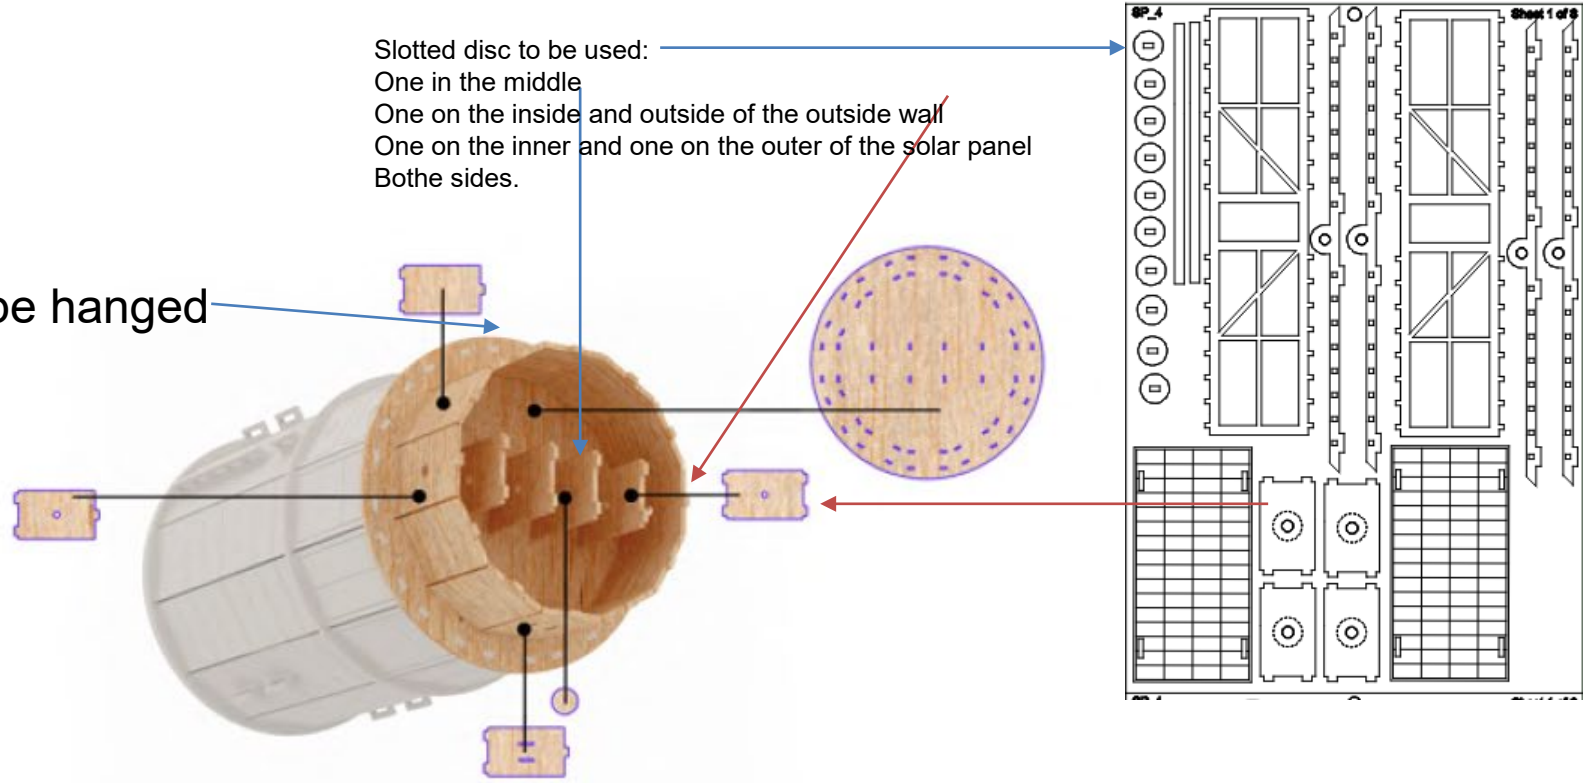 Slotted disc to be used:
One in the middle
One on the inside and outside of the outside wall
One on the inner and one on the outer of the solar panel
Bothe sides.
be hanged
SP_4
Sheet 1 of 8